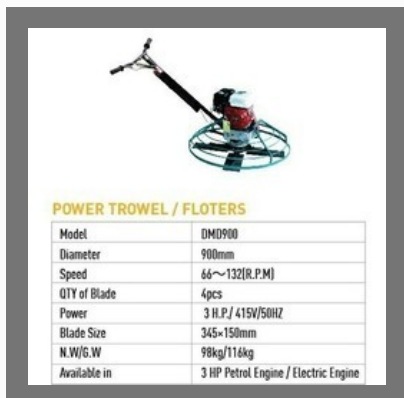 POWER TROWEL / FLOTERS
Model DMD900
Diameter 900mm
Speed 66～132(R.P.M)
QTY of Blade 4pcs
Power 3 H.P./ 415V/50HZ
Blade Size 345×150mm
N.W/G.W 98kg/116kg
Available in 3 HP Petrol Engine / Electric Engine